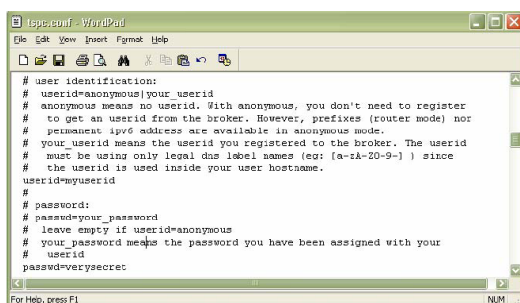 tspc.conf - WordPad
File Edit View Insert Format Help
# user identification:
# userid=anonymous|your_userid
# anonymous means no userid. With anonymous, you don't need to register
# to get an userid from the broker. However, prefixes (router mode) nor
# permanent ipv6 address are available in anonymous mode.
# your_userid means the userid you registered to the broker. The userid
# must be using only legal dns label names (eg: [a-zA-Z0-9-] ) since
# the userid is used inside your user hostname.
userid=myuserid
#
# password:
# passwd=your_password
# leave empty if userid=anonymous
# your_password means the password you have been assigned with your
# userid
passwd=verysecret
For Help, press F1
NUM